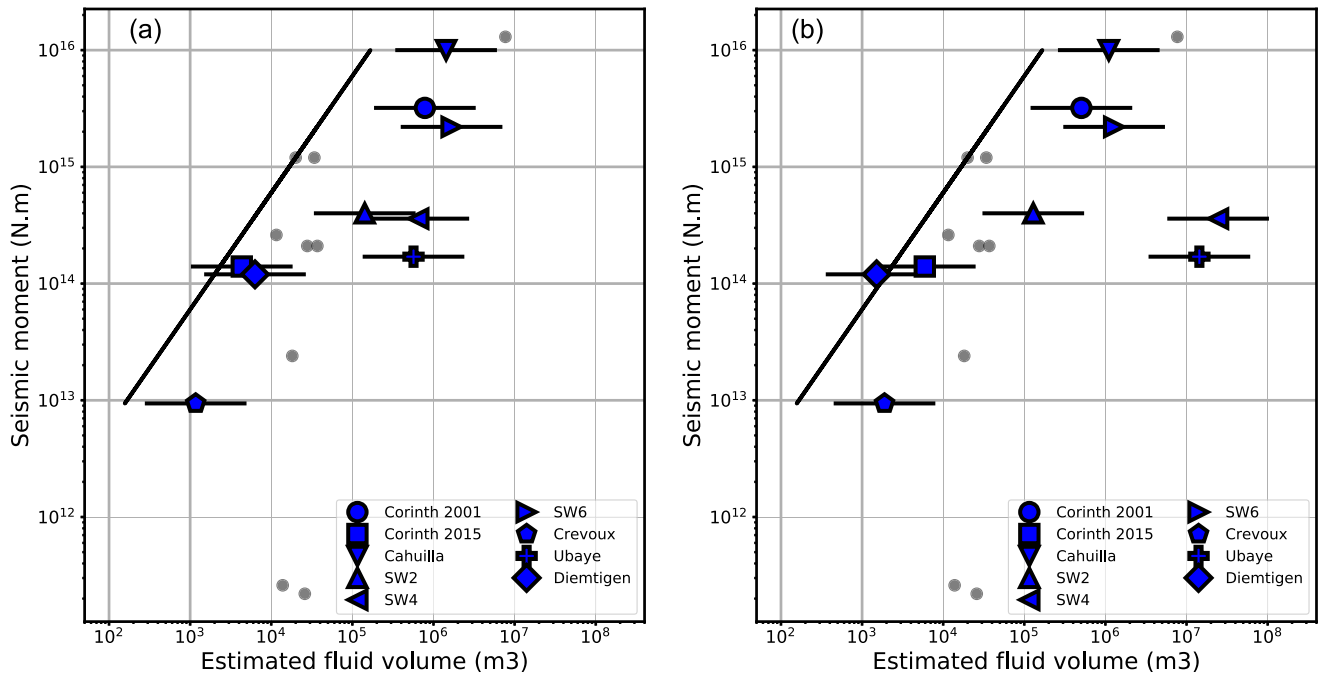 (a)
10^16
10^15
10^14
10^13
10^12
Seismic moment (N.m)
Corinth 2001
Corinth 2015
Cahuilla
SW2
SW4
SW6
Crevoux
Ubaye
Diemtigen
10^2 10^3 10^4 10^5 10^6 10^7 10^8
Estimated fluid volume (m3)
(b)
10^16
10^15
10^14
10^13
10^12
Seismic moment (N.m)
Corinth 2001
Corinth 2015
Cahuilla
SW2
SW4
SW6
Crevoux
Ubaye
Diemtigen
10^2 10^3 10^4 10^5 10^6 10^7 10^8
Estimated fluid volume (m3)